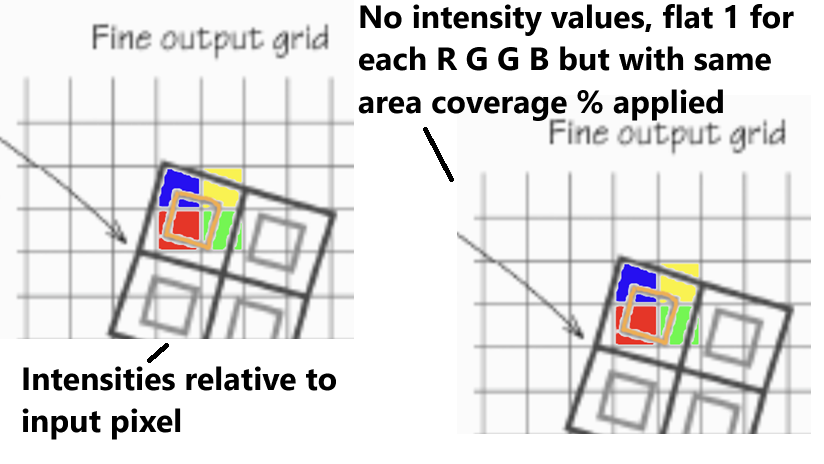 Fine output grid
No intensity values, flat 1 for
each R G G B but with same
area coverage % applied
Fine output grid
Intensities relative to
input pixel